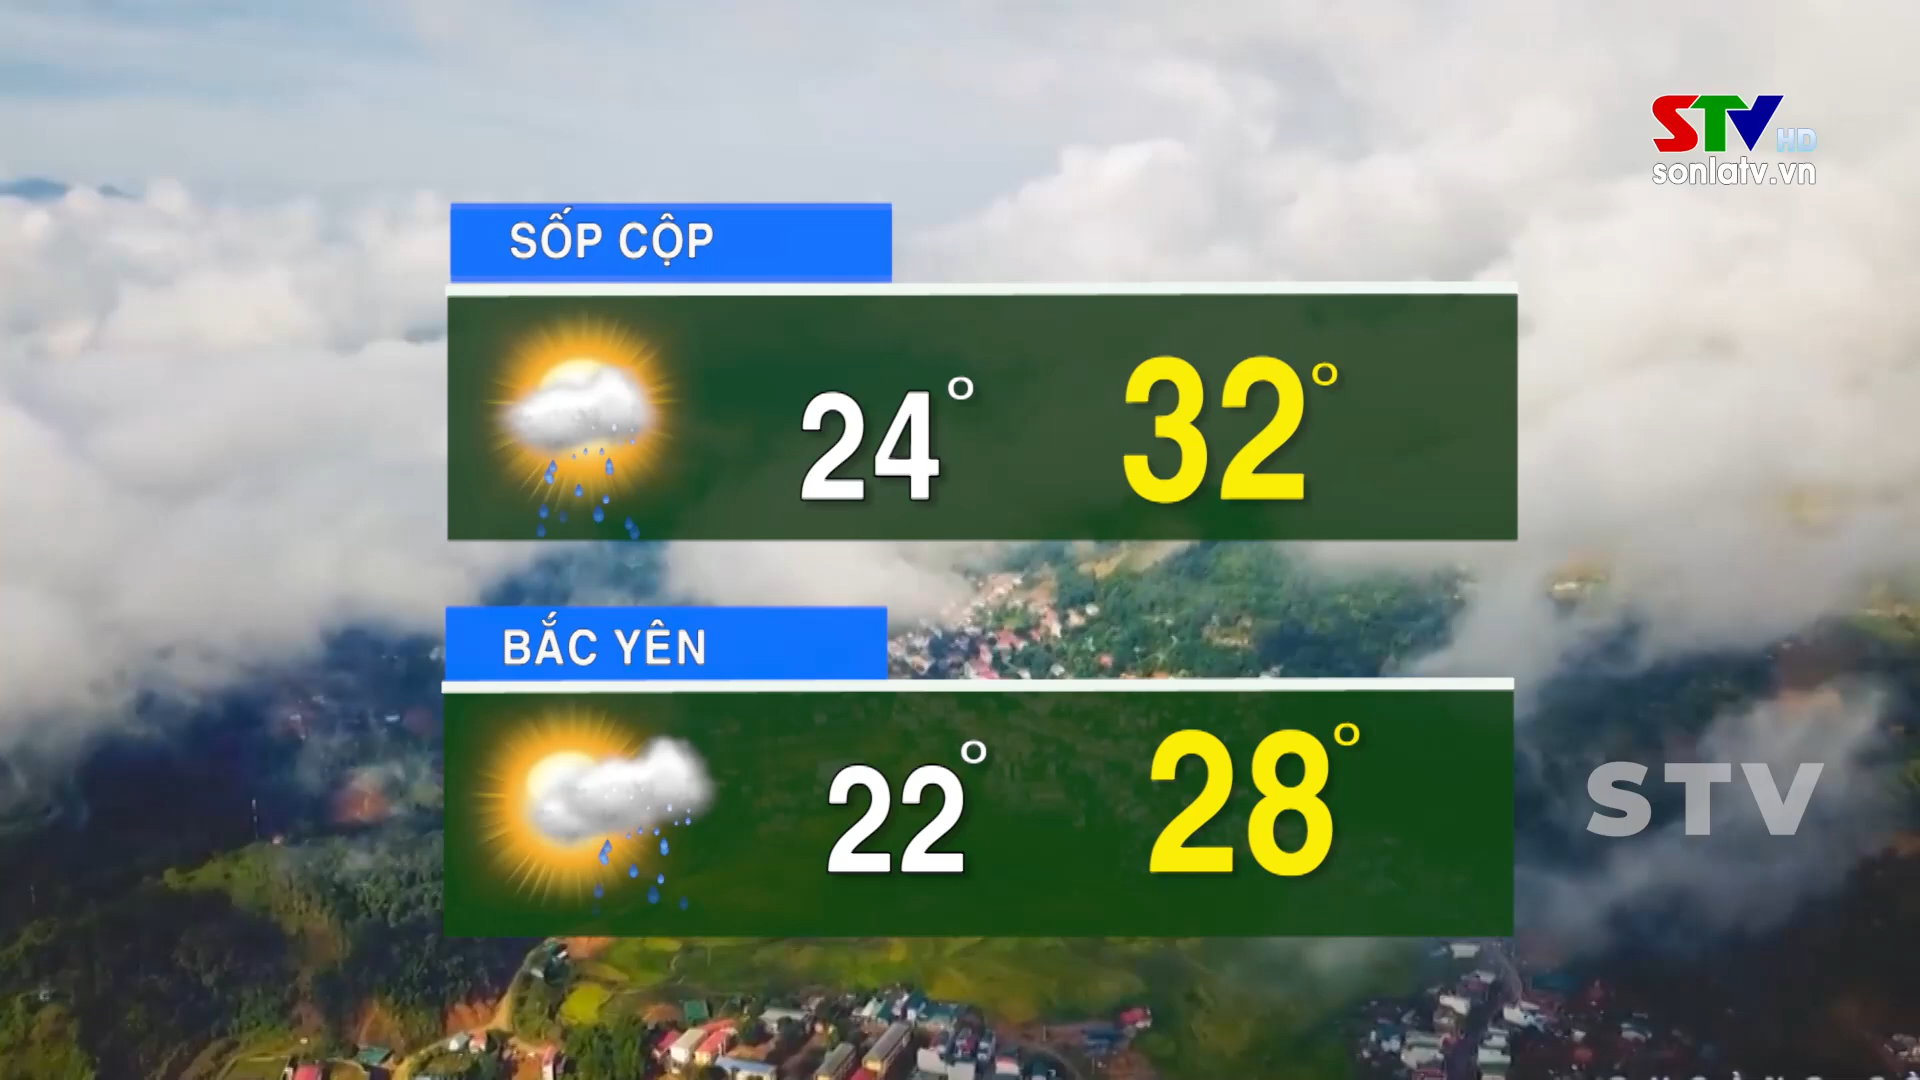 STV HD
sonlatv.vn
SỐP CỘP
24° 32°
BẮC YÊN
22° 28°
STV